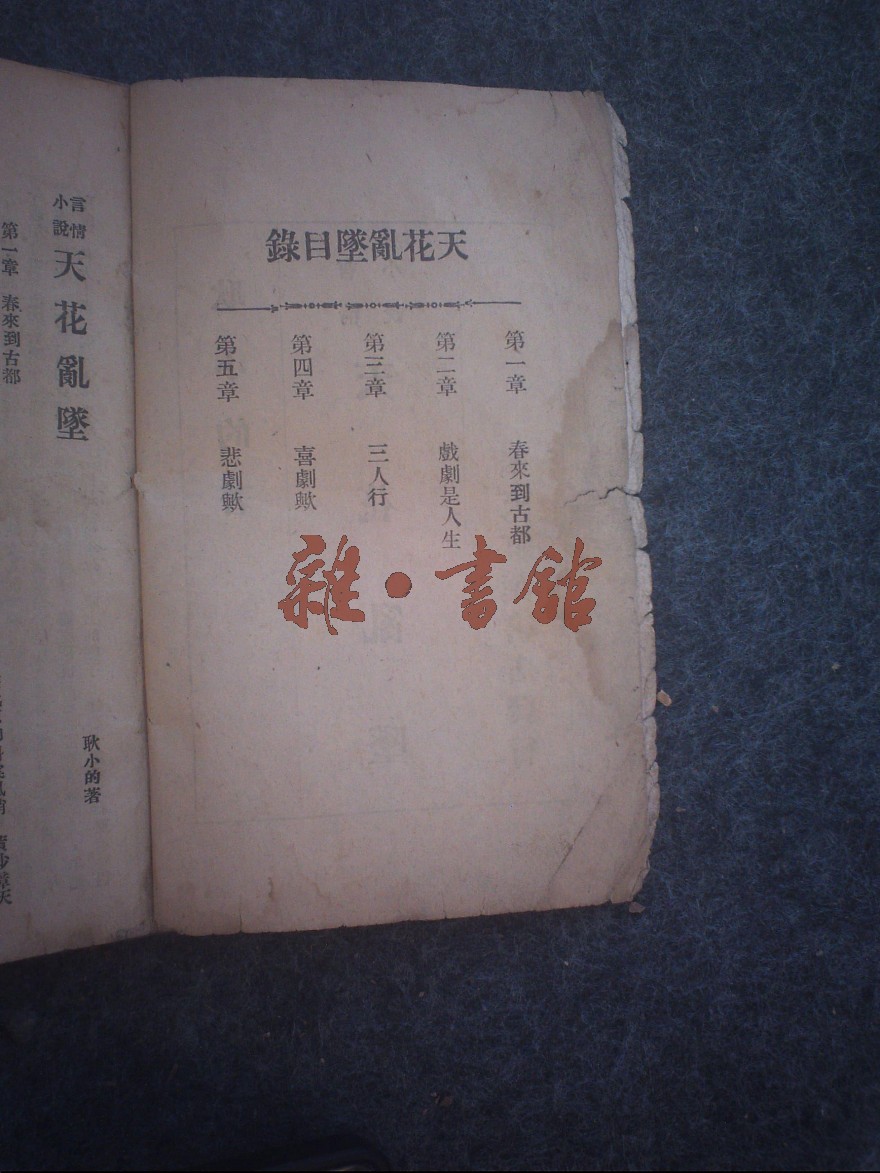 天花亂墜目錄
第一章 春來到古都
第二章 戲劇是人生
第三章 三人行
第四章 喜劇歟
第五章 悲劇歟
雜·書館
言情小說 天花亂墜
耿小的著
第一章 春來到古都